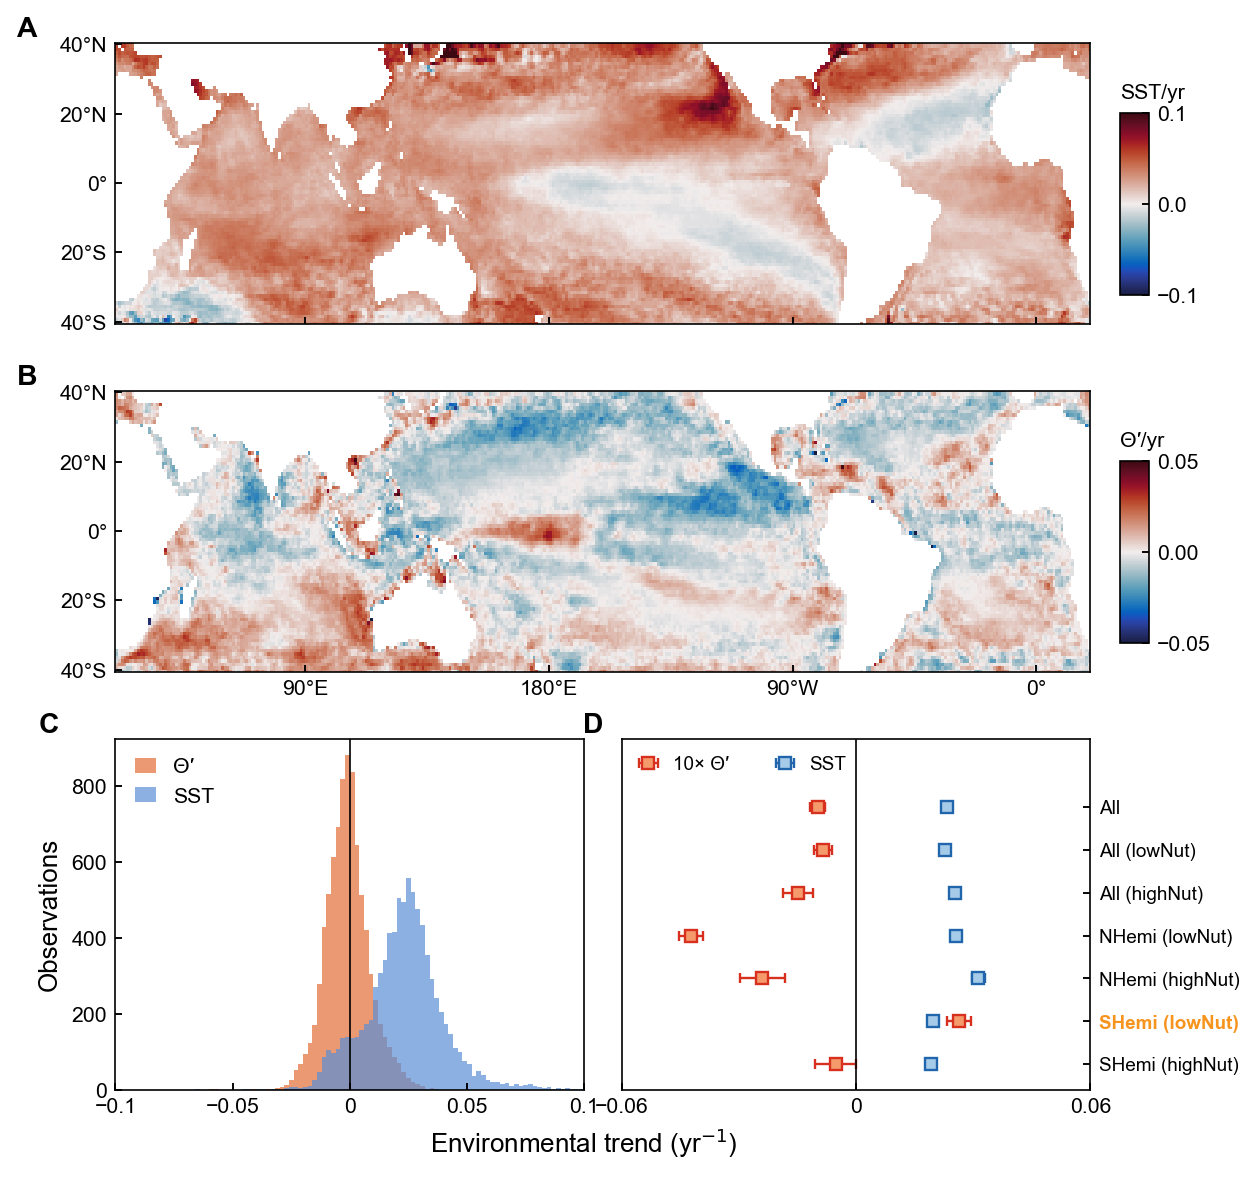 A
40°N
20°N
0°
20°S
40°S
SST/yr
0.1
0.0
−0.1
B
40°N
20°N
0°
20°S
40°S
90°E
180°E
90°W
0°
Θ′/yr
0.05
0.00
−0.05
C
Θ′
SST
Observations
800
600
400
200
0
−0.1
−0.05
0
0.05
0.1
D
10× Θ′
SST
All
All (lowNut)
All (highNut)
NHemi (lowNut)
NHemi (highNut)
SHemi (lowNut)
SHemi (highNut)
−0.06
0
0.06
Environmental trend (yr⁻¹)